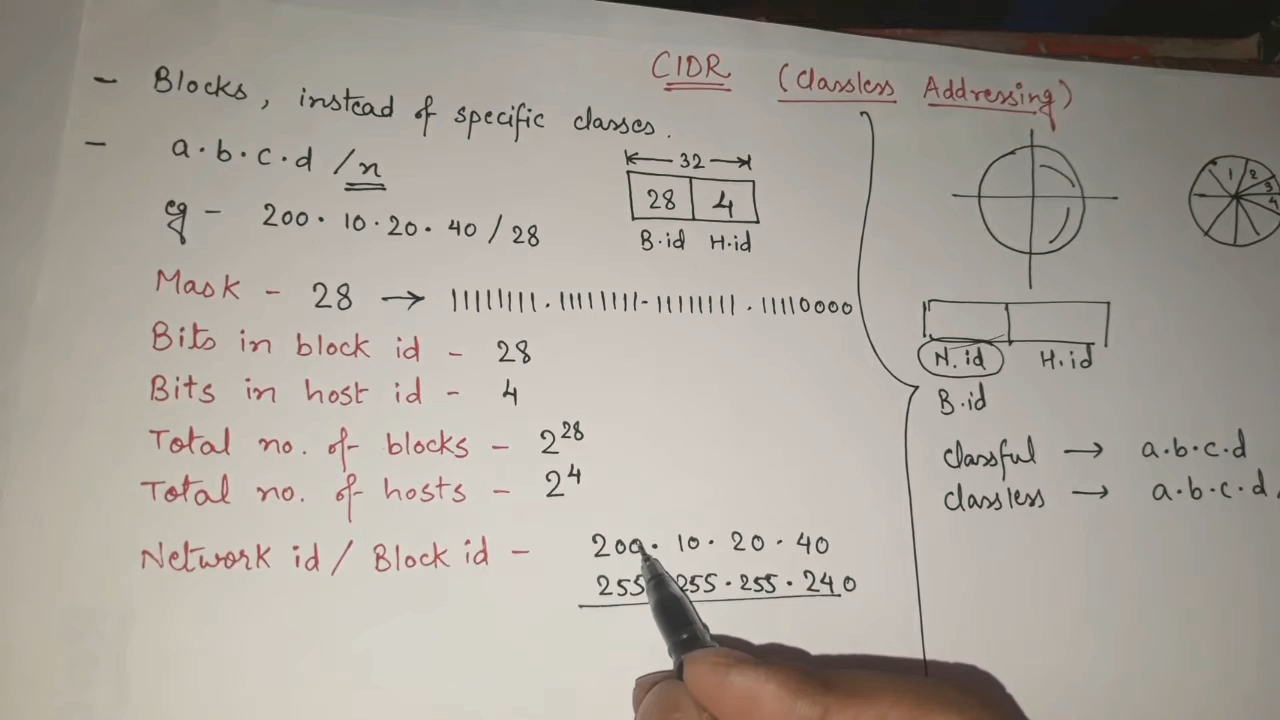 CIDR (Classless Addressing)
- Blocks, instead of specific classes.
- a.b.c.d /n
eg - 200.10.20.40/28
32
28 4
B.id H.id
Mask - 28 → 11111111.11111111.11111111.11110000
Bits in block id - 28
Bits in host id - 4
Total no. of blocks - 2^28
Total no. of hosts - 2^4
Network id / Block id - 200.10.20.40
255.255.255.240
1 2 3 4
N.id H.id
B.id
classful → a.b.c.d
classless → a.b.c.d